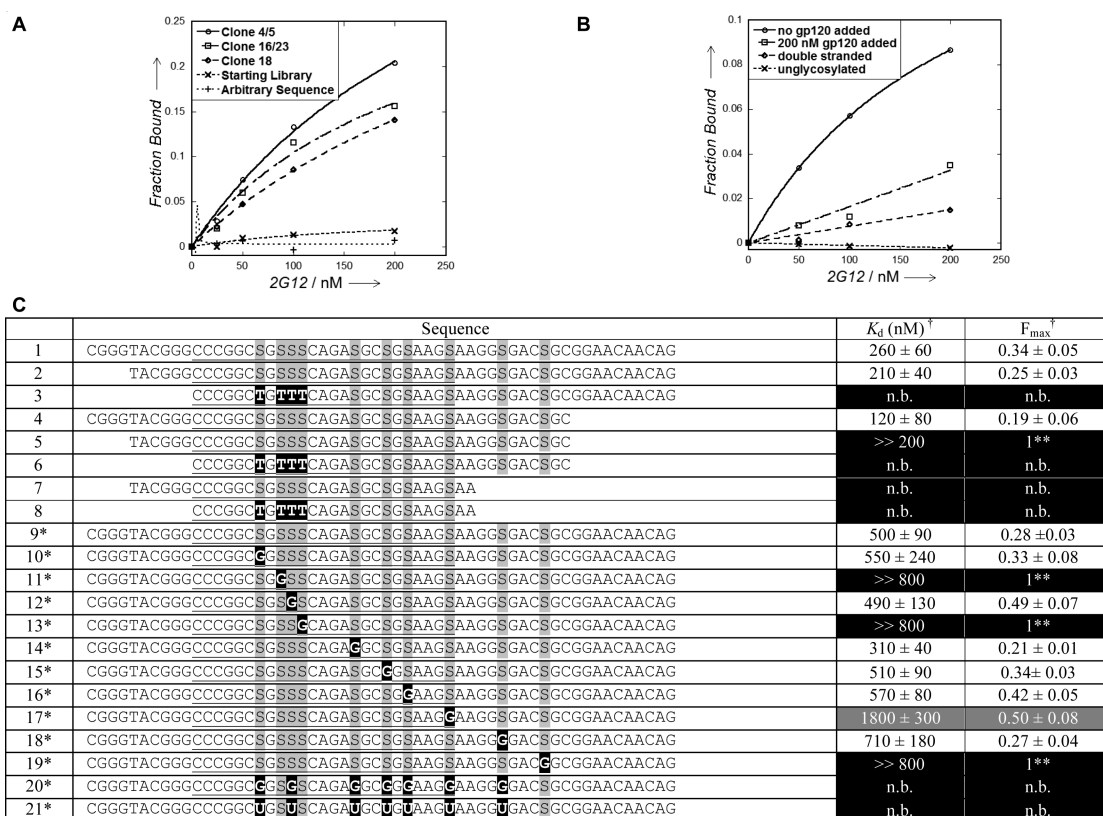 A
Clone 4/5
Clone 16/23
Clone 18
Starting Library
Arbitrary Sequence
Fraction Bound
0.25
0.2
0.15
0.1
0.05
0
0 50 100 150 200 250
2G12 / nM
B
no gp120 added
200 nM gp120 added
double stranded
unglycosylated
Fraction Bound
0.1
0.08
0.06
0.04
0.02
0
0 50 100 150 200 250
2G12 / nM
C
Sequence Kd (nM) † Fmax†
1 CGGGTACGGGCCCGGCSGSSSCAGASGCSGSAAGSAAGGSGACSGCGGAACAACAG 260 ± 60 0.34 ± 0.05
2 TACGGGCCCGGCSGSSSCAGASGCSGSAAGSAAGGSGACSGCGGAACAACAG 210 ± 40 0.25 ± 0.03
3 CCCGGCTGTTTCAGASGCSGSAAGSAAGGSGACSGCGGAACAACAG n.b. n.b.
4 CGGGTACGGGCCCGGCSGSSSCAGASGCSGSAAGSAAGGSGACSGC 120 ± 80 0.19 ± 0.06
5 TACGGGCCCGGCSGSSSCAGASGCSGSAAGSAAGGSGACSGC >> 200 1**
6 CCCGGCTGTTTCAGASGCSGSAAGSAAGGSGACSGC n.b. n.b.
7 TACGGGCCCGGCSGSSSCAGASGCSGSAAGSAA n.b. n.b.
8 CCCGGCTGTTTCAGASGCSGSAAGSAA n.b. n.b.
9* CGGGTACGGGCCCGGCSGSSSCAGASGCSGSAAGSAAGGSGACSGCGGAACAACAG 500 ± 90 0.28 ±0.03
10* CGGGTACGGGCCCGGCGGSSSCAGASGCSGSAAGSAAGGSGACSGCGGAACAACAG 550 ± 240 0.33 ± 0.08
11* CGGGTACGGGCCCGGCSGGSSCAGASGCSGSAAGSAAGGSGACSGCGGAACAACAG >> 800 1**
12* CGGGTACGGGCCCGGCSGSGSCAGASGCSGSAAGSAAGGSGACSGCGGAACAACAG 490 ± 130 0.49 ± 0.07
13* CGGGTACGGGCCCGGCSGSSGCAGASGCSGSAAGSAAGGSGACSGCGGAACAACAG >> 800 1**
14* CGGGTACGGGCCCGGCSGSSSCAGAGGCSGSAAGSAAGGSGACSGCGGAACAACAG 310 ± 40 0.21 ± 0.01
15* CGGGTACGGGCCCGGCSGSSSCAGASGCGGSAAGSAAGGSGACSGCGGAACAACAG 510 ± 90 0.34± 0.03
16* CGGGTACGGGCCCGGCSGSSSCAGASGCSGGAAGSAAGGSGACSGCGGAACAACAG 570 ± 80 0.42 ± 0.05
17* CGGGTACGGGCCCGGCSGSSSCAGASGCSGSAAGGAAGGSGACSGCGGAACAACAG 1800 ± 300 0.50 ± 0.08
18* CGGGTACGGGCCCGGCSGSSSCAGASGCSGSAAGSAAGGGGACSGCGGAACAACAG 710 ± 180 0.27 ± 0.04
19* CGGGTACGGGCCCGGCSGSSSCAGASGCSGSAAGSAAGGSGACGGCGGAACAACAG >> 800 1**
20* CGGGTACGGGCCCGGCGGSGSCAGAGGCGGGAAGGAAGGGGACSGCGGAACAACAG n.b. n.b.
21* CGGGTACGGGCCCGGCUGSUSCAGAUGCUGUAAGUAAGGUGACSGCGGAACAACAG n.b. n.b.